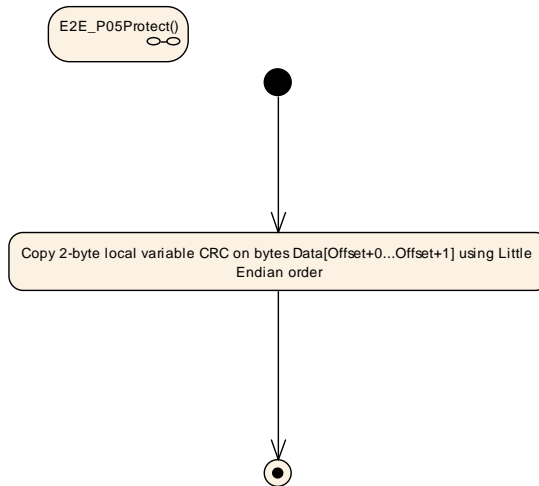 E2E_P05Protect()
Copy 2-byte local variable CRC on bytes Data[Offset+0...Offset+1] using Little
Endian order